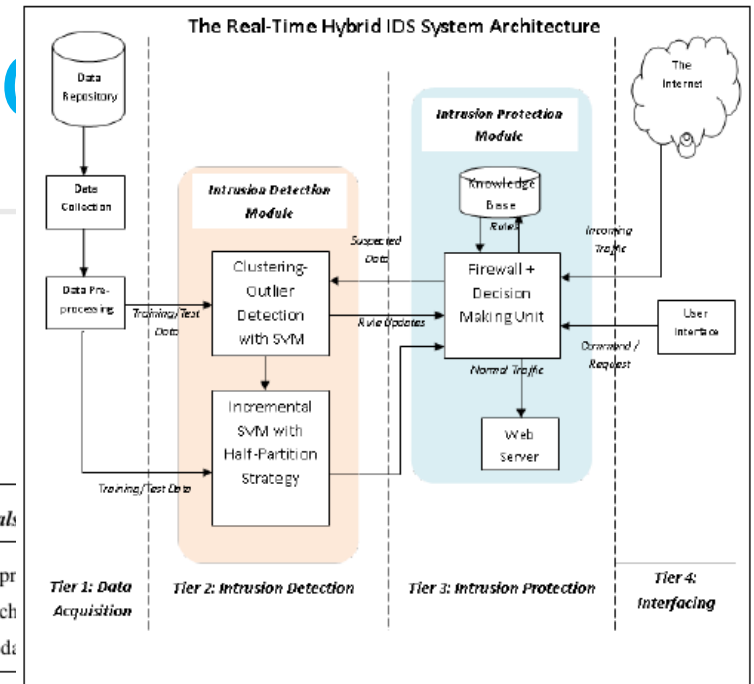 The Real-Time Hybrid IDS System Architecture
Data
Repository
Data
Collection
Data Pre-
processing
Training/Test
Data
Training/Test Data
Intrusion Detection
Module
Clustering-
Outlier
Detection
with SVM
Incremental
SVM with
Half-Partition
Strategy
Suspected
Data
Rule Updates
Intrusion Protection
Module
Knowledge
Base
Rules
Firewall +
Decision
Making Unit
Normal Traffic
Web
Server
The
Internet
Incoming
Traffic
User
Interface
Command /
Request
Tier 1: Data
Acquisition
Tier 2: Intrusion Detection
Tier 3: Intrusion Protection
Tier 4:
Interfacing